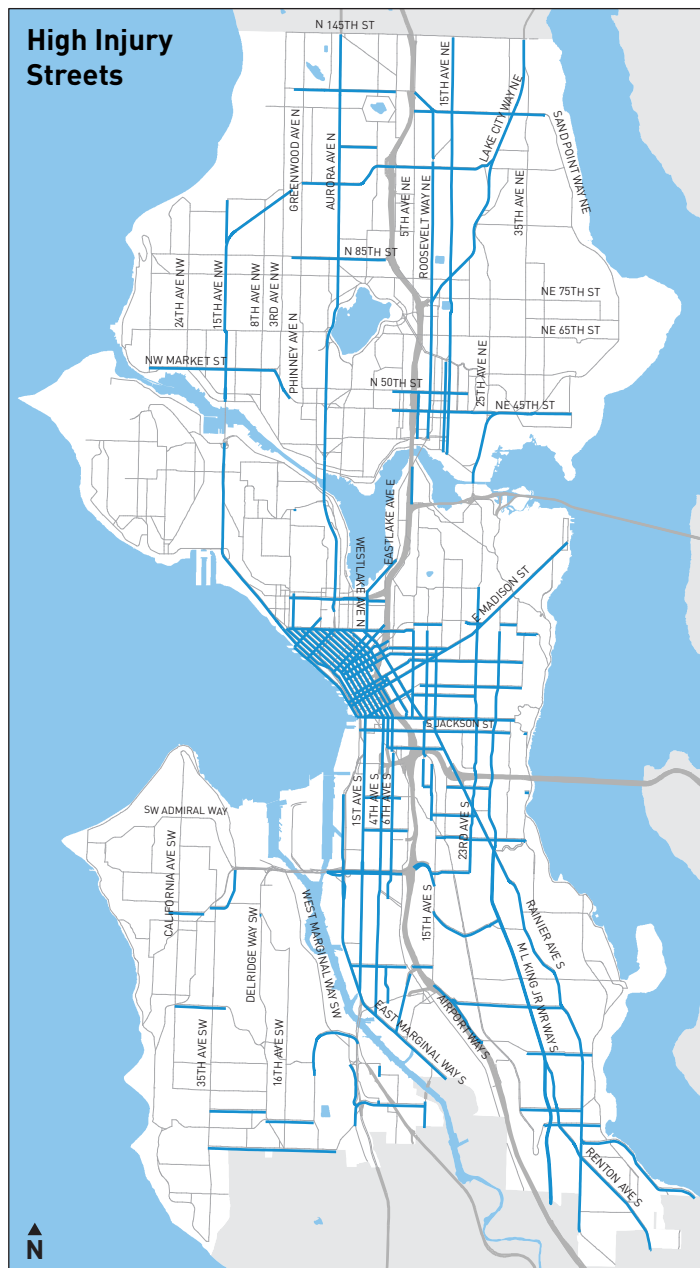 High Injury
Streets
N 145TH ST
15TH AVE NE
LAKE CITY WAY NE
SAND POINT WAY NE
GREENWOOD AVE N
AURORA AVE N
5TH AVE NE
ROOSEVELT WAY NE
35TH AVE NE
N 85TH ST
24TH AVE NW
15TH AVE NW
8TH AVE NW
3RD AVE NW
NE 75TH ST
NE 65TH ST
PHINNEY AVE N
NW MARKET ST
N 50TH ST
25TH AVE NE
NE 45TH ST
EASTLAKE AVE E
WESTLAKE AVE N
E MADISON ST
S JACKSON ST
1ST AVE S
4TH AVE S
6TH AVE S
23RD AVE S
SW ADMIRAL WAY
CALIFORNIA AVE SW
DELRIDGE WAY SW
WEST MARGINAL WAY SW
15TH AVE S
RAINIER AVE S
M L KING JR WR WAY S
AIRPORT WAY S
EAST MARGINAL WAY S
35TH AVE SW
16TH AVE SW
RENTON AVE S
N